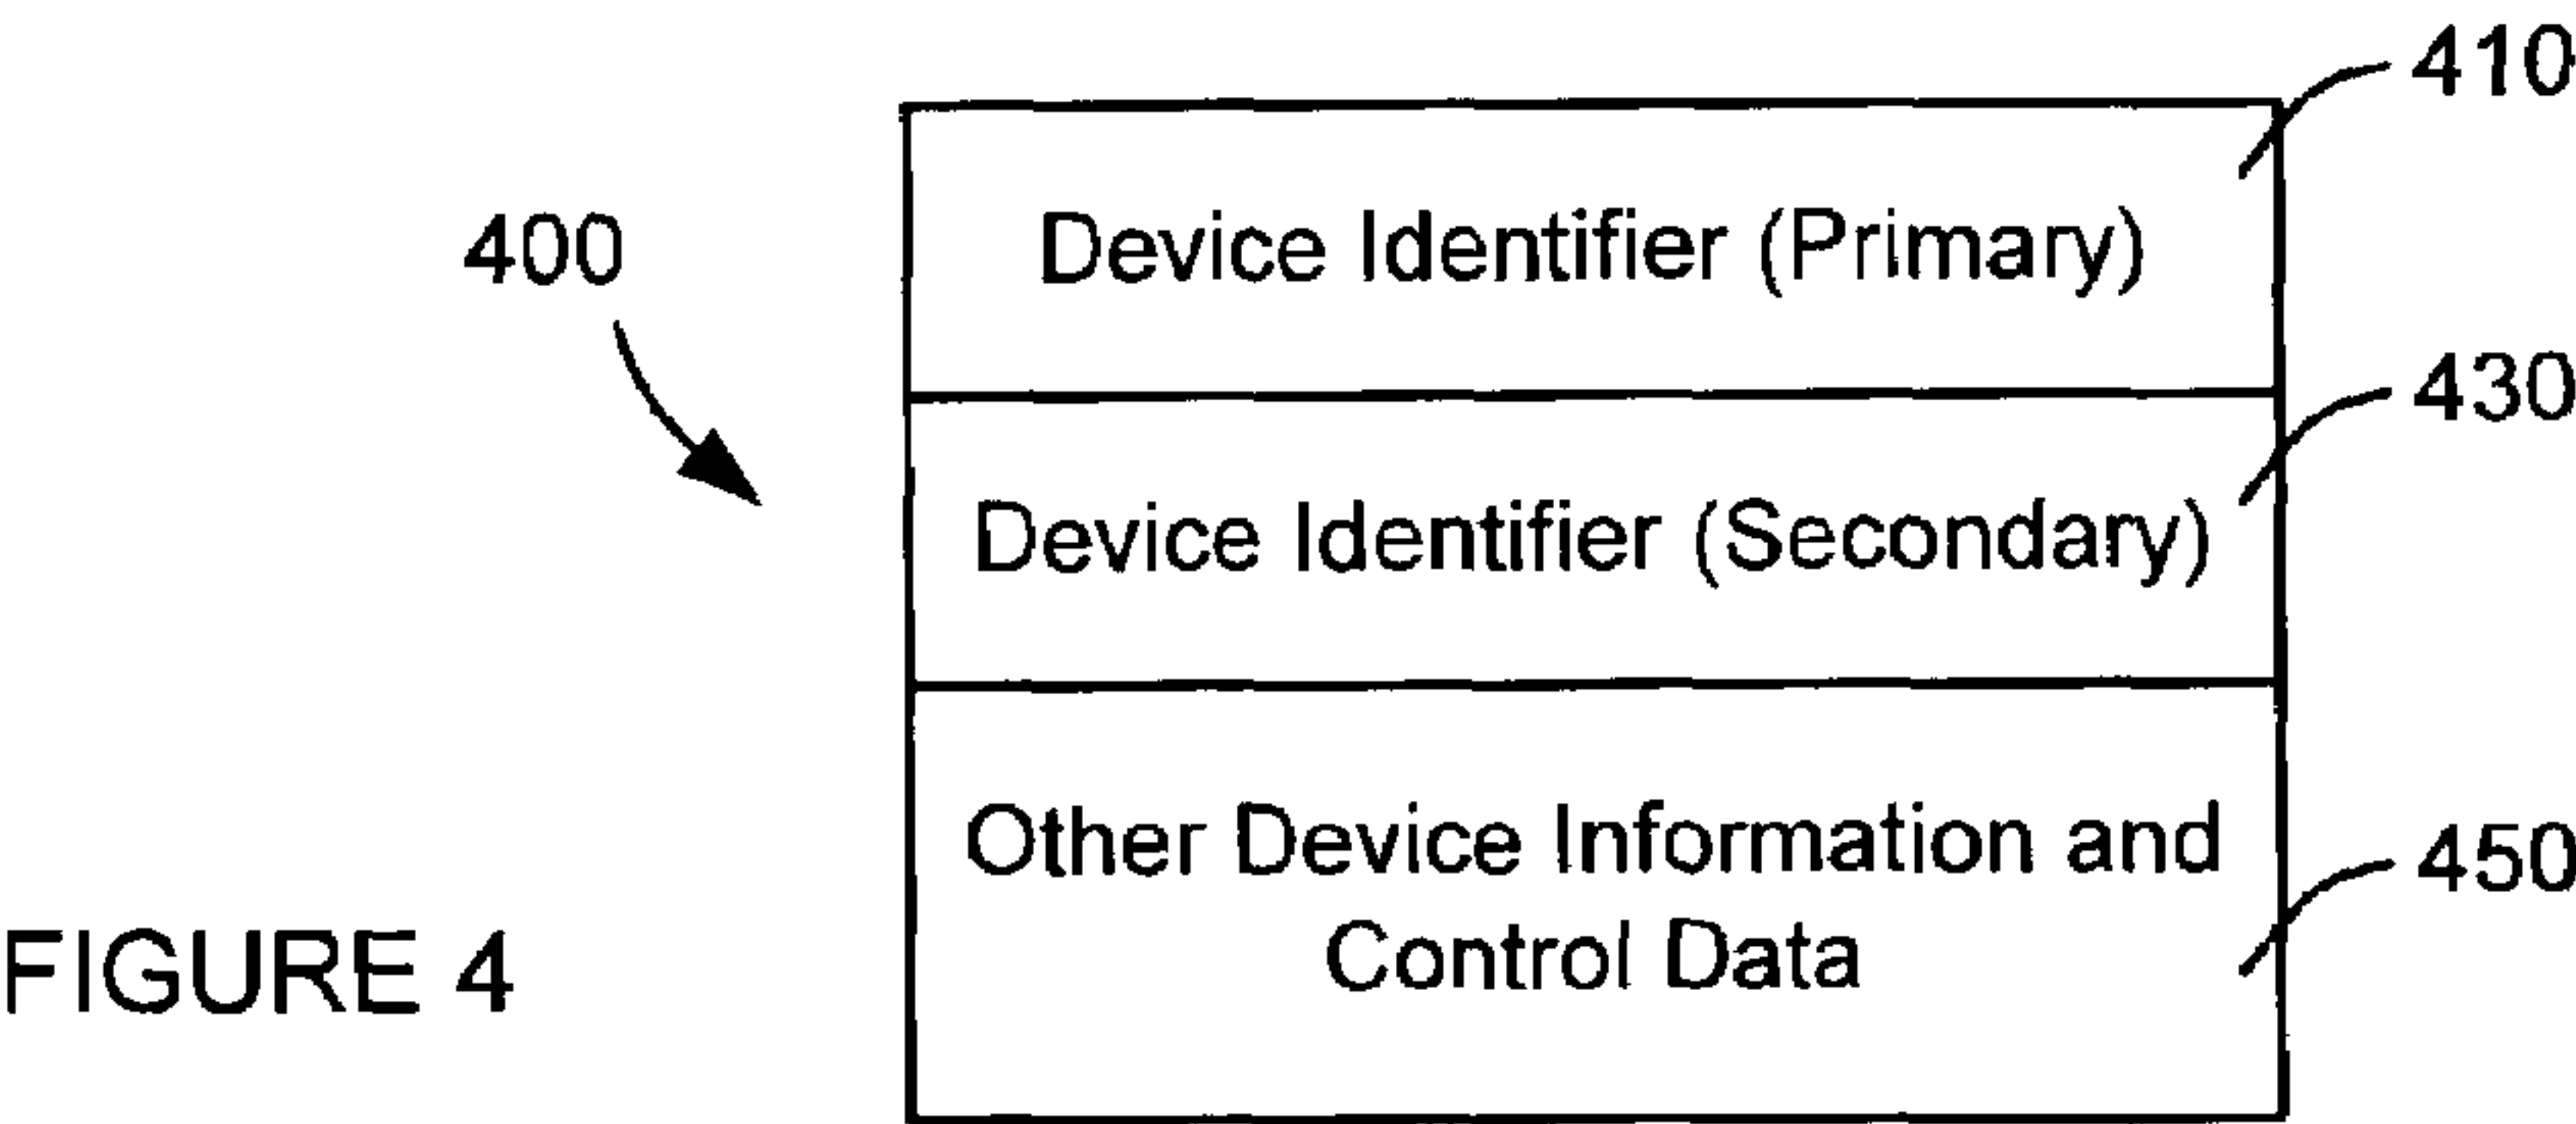 410
400
Device Identifier (Primary)
430
Device Identifier (Secondary)
Other Device Information and
Control Data
450
FIGURE 4